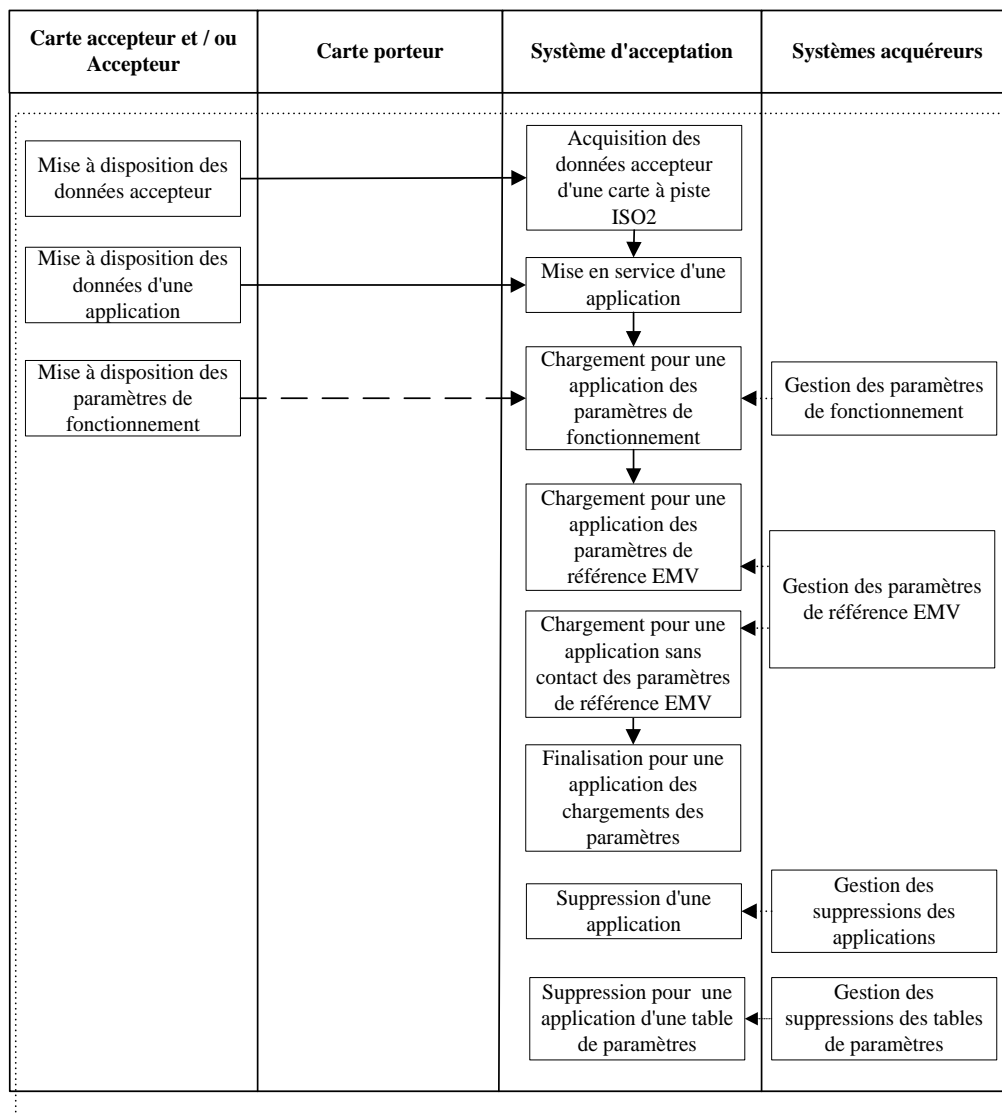 Carte accepteur et / ou
Accepteur
Carte porteur
Système d'acceptation
Systèmes acquéreurs
Mise à disposition des
données accepteur
Acquisition des
données accepteur
d'une carte à piste
ISO2
Mise à disposition des
données d'une
application
Mise en service d'une
application
Mise à disposition des
paramètres de
fonctionnement
Chargement pour une
application des
paramètres de
fonctionnement
Gestion des paramètres
de fonctionnement
Chargement pour une
application des
paramètres de
référence EMV
Gestion des paramètres
de référence EMV
Chargement pour une
application sans
contact des paramètres
de référence EMV
Finalisation pour une
application des
chargements des
paramètres
Suppression d'une
application
Gestion des
suppressions des
applications
Suppression pour une
application d'une table
de paramètres
Gestion des
suppressions des tables
de paramètres